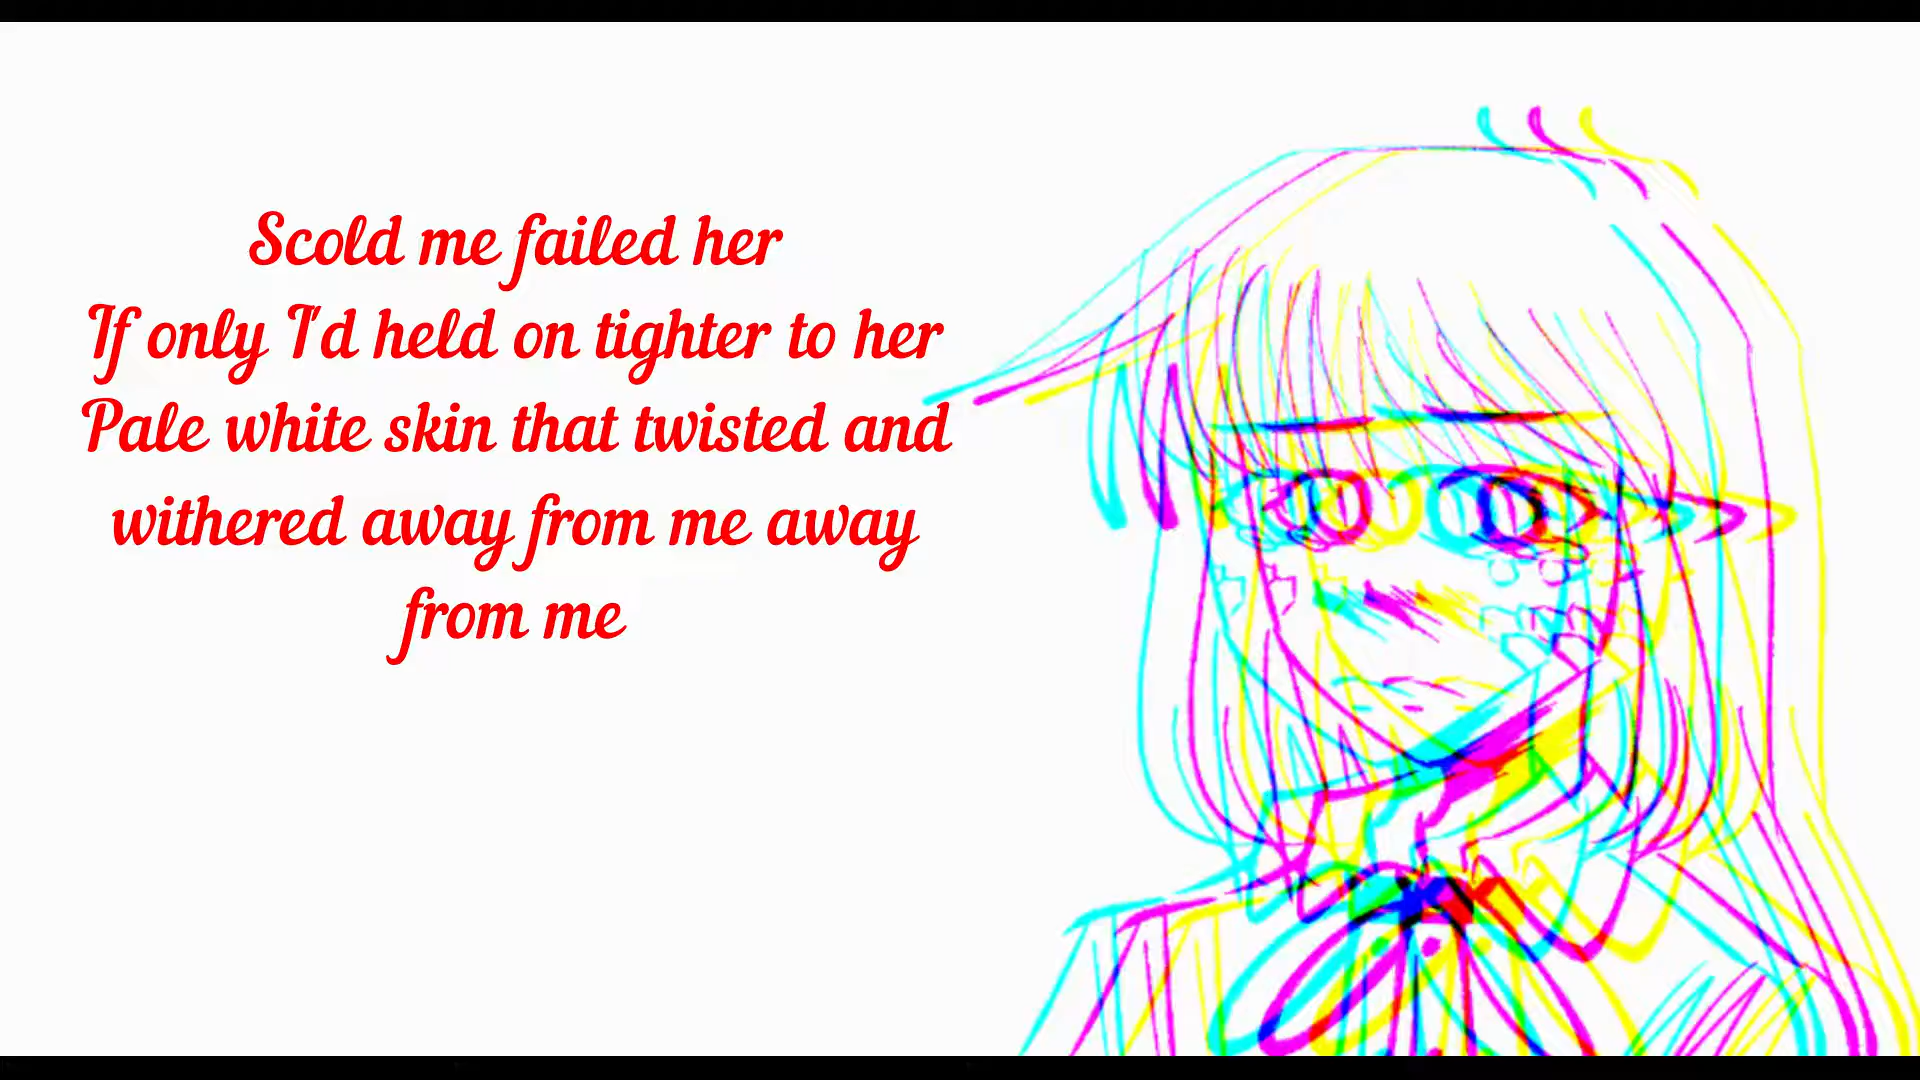 Scold me failed her
If only I'd held on tighter to her
Pale white skin that twisted and
withered away from me away
from me